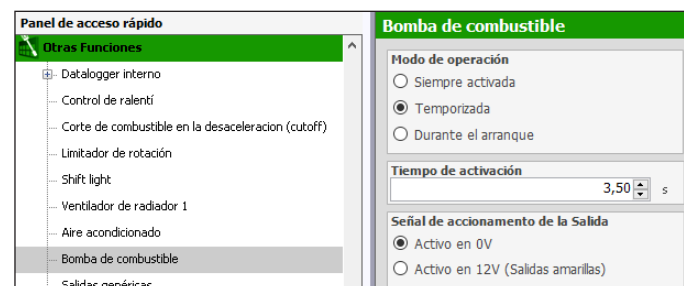 Panel de acceso rápido
Otras Funciones
Datalogger interno
Control de ralentí
Corte de combustible en la desaceleracion (cutoff)
Limitador de rotación
Shift light
Ventilador de radiador 1
Aire acondicionado
Bomba de combustible
Salidas genéricas
Bomba de combustible
Modo de operación
Siempre activada
Temporizada
Durante el arranque
Tiempo de activación
3,50 s
Señal de accionamento de la Salida
Activo en 0V
Activo en 12V (Salidas amarillas)